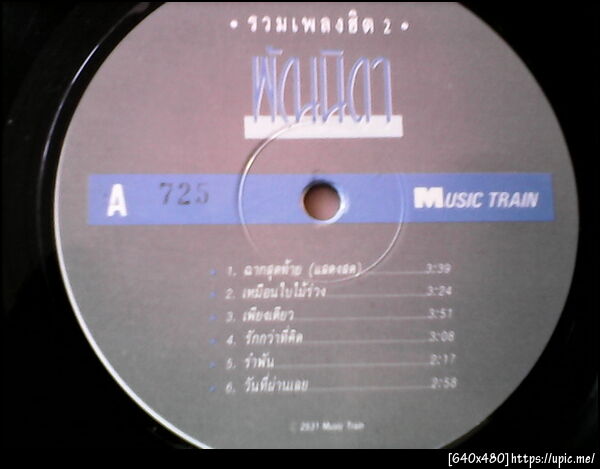 • รวมเพลงฮิต 2 •
พัณนิดา
A 725 MUSIC TRAIN
1. ฉากสุดท้าย (แสดงสด) 3:39
2. เหมือนใบไม้ร่วง 3:24
3. เพียงเดียว 3:51
4. รักกว่าที่คิด 3:08
5. รำพัน 2:17
6. วันที่ผ่านเลย 2:58
© 2531 Music Train
[640x480]https://upic.me/